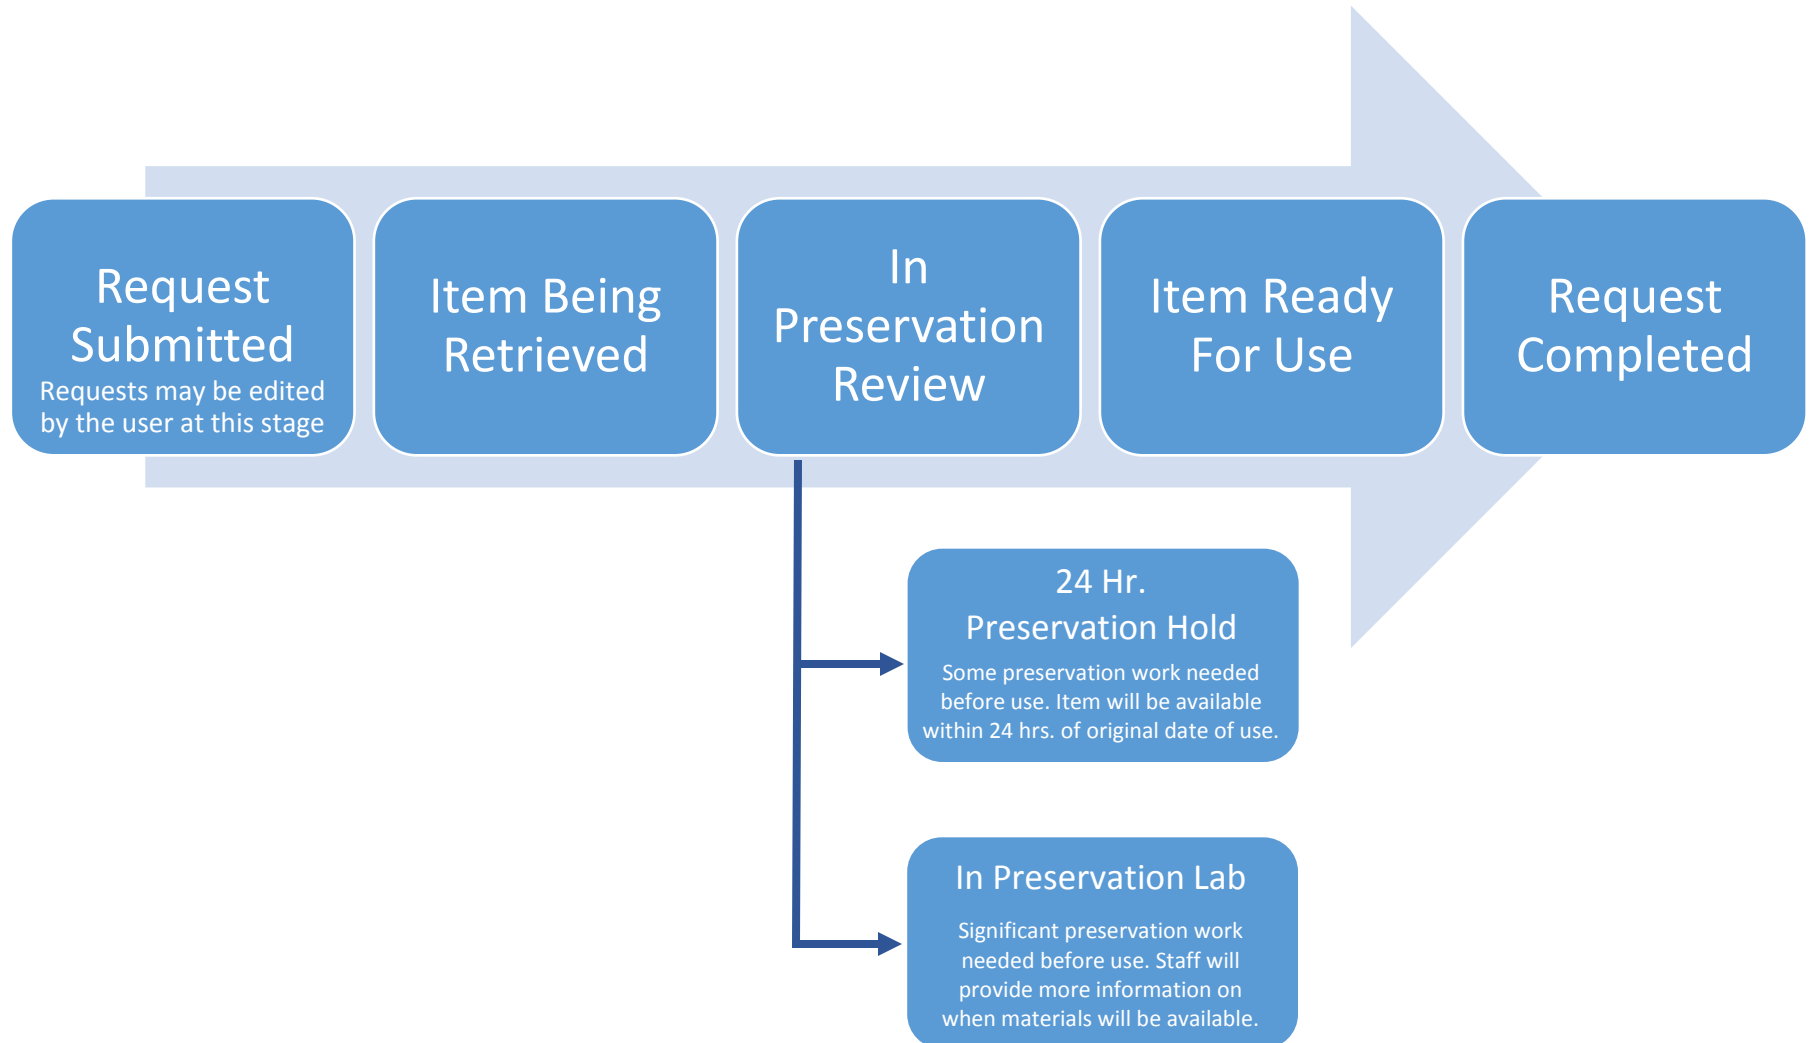 Request
Submitted
Requests may be edited
by the user at this stage
Item Being
Retrieved
In
Preservation
Review
Item Ready
For Use
Request
Completed
24 Hr.
Preservation Hold
Some preservation work needed
before use. Item will be available
within 24 hrs. of original date of use.
In Preservation Lab
Significant preservation work
needed before use. Staff will
provide more information on
when materials will be available.